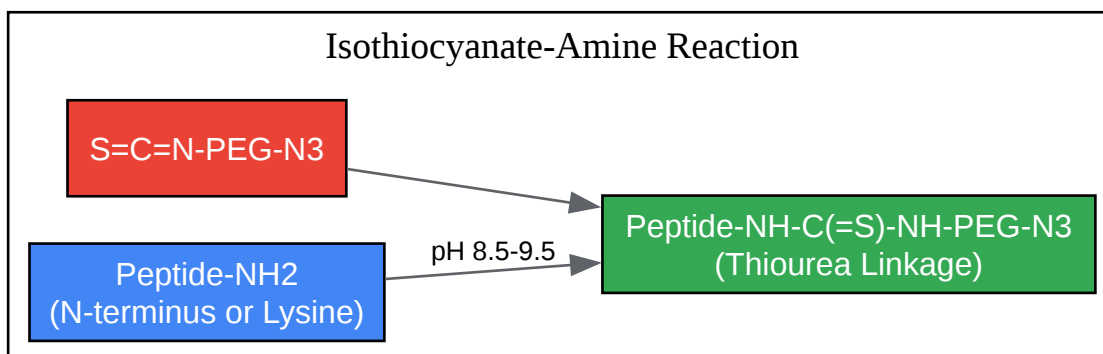 Isothiocyanate-Amine Reaction
S=C=N-PEG-N3
Peptide-NH2
(N-terminus or Lysine)
pH 8.5-9.5
Peptide-NH-C(=S)-NH-PEG-N3
(Thiourea Linkage)